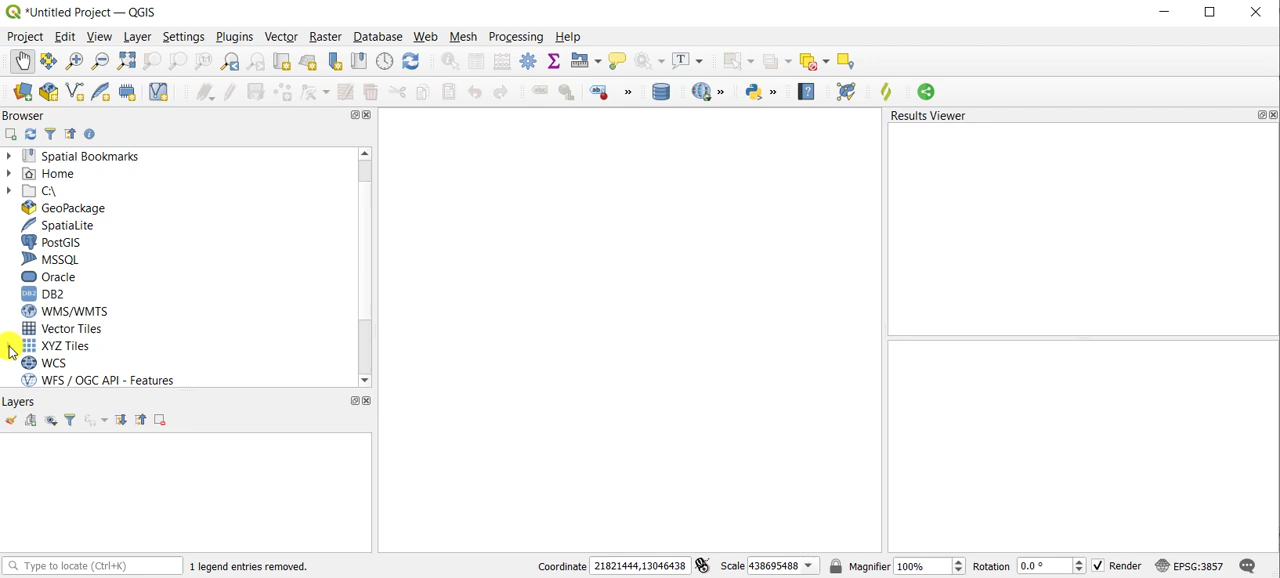 *Untitled Project — QGIS
Project Edit View Layer Settings Plugins Vector Raster Database Web Mesh Processing Help
Browser
Results Viewer
Spatial Bookmarks
Home
C:\
GeoPackage
SpatiaLite
PostGIS
MSSQL
Oracle
DB2 DB2
WMS/WMTS
Vector Tiles
XYZ Tiles
WCS
WFS / OGC API - Features
Layers
Type to locate (Ctrl+K) 1 legend entries removed. Coordinate 21821444,13046438 Scale 438695488 Magnifier 100% Rotation 0.0 ° Render EPSG:3857